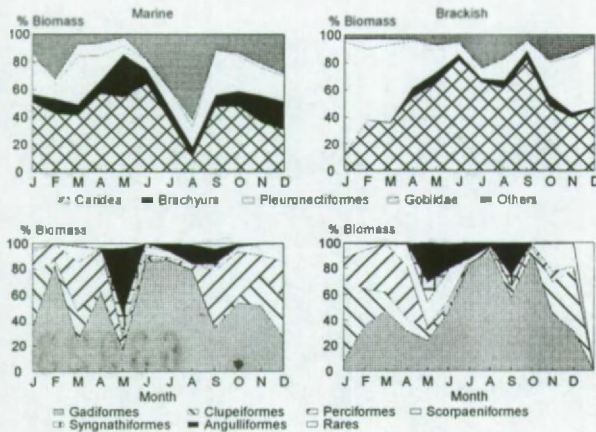 Marine Brackish
% Biomass % Biomass
100 100
80 80
60 60
40 40
20 20
0 0
J F M A M J J A S O N D J F M A M J J A S O N D
Caridea Brachyura Pleuronectiformes Gobiidae Others
% Biomass % Biomass
100 100
80 80
60 60
40 40
20 20
0 0
J F M A M J J A S O N D J F M A M J J A S O N D
Month Month
Gadiformes Clupeiformes Perciformes Scorpaeniformes
Syngnathiformes Angulliformes Rares